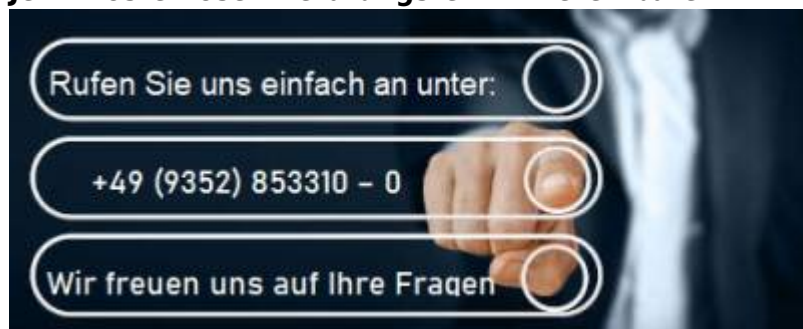 Rufen Sie uns einfach an unter:
+49 (9352) 853310 – 0
Wir freuen uns auf Ihre Fragen